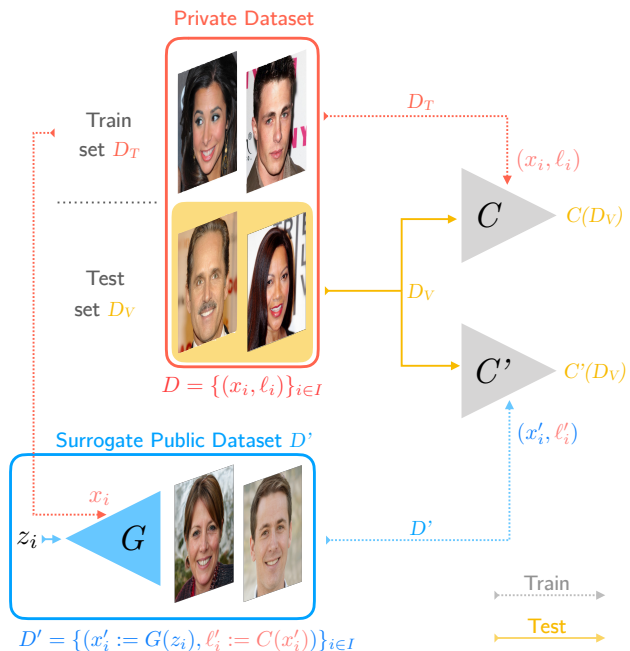 Private Dataset
Train
set D_T
D_T
(x_i, ℓ_i)
C
C(D_V)
Test
set D_V
D_V
D = {(x_i, ℓ_i)}_{i∈I}
C'
C'(D_V)
Surrogate Public Dataset D'
(x'_i, ℓ'_i)
x_i
z_i
G
D'
Train
Test
D' = {(x'_i := G(z_i), ℓ'_i := C(x'_i))}_{i∈I}